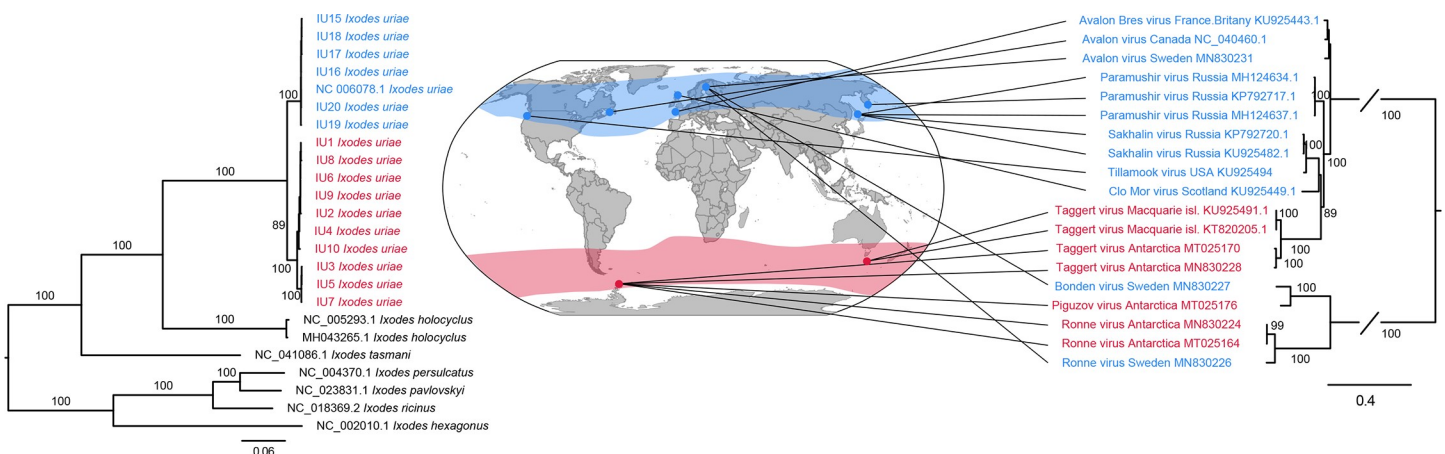 IU15 Ixodes uriae
IU18 Ixodes uriae
IU17 Ixodes uriae
IU16 Ixodes uriae
NC 006078.1 Ixodes uriae
IU20 Ixodes uriae
IU19 Ixodes uriae
IU1 Ixodes uriae
IU8 Ixodes uriae
IU6 Ixodes uriae
IU9 Ixodes uriae
IU2 Ixodes uriae
IU4 Ixodes uriae
IU10 Ixodes uriae
IU3 Ixodes uriae
IU5 Ixodes uriae
IU7 Ixodes uriae
NC_005293.1 Ixodes holocyclus
MH043265.1 Ixodes holocyclus
NC_041086.1 Ixodes tasmani
NC_004370.1 Ixodes persulcatus
NC_023831.1 Ixodes pavlovskyi
NC_018369.2 Ixodes ricinus
NC_002010.1 Ixodes hexagonus
100
100
89
100
100
100
100
100
100
100
100
0.06
Avalon Bres virus France.Britany KU925443.1
Avalon virus Canada NC_040460.1
Avalon virus Sweden MN830231
Paramushir virus Russia MH124634.1
Paramushir virus Russia KP792717.1
Paramushir virus Russia MH124637.1
Sakhalin virus Russia KP792720.1
Sakhalin virus Russia KU925482.1
Tillamook virus USA KU925494
Clo Mor virus Scotland KU925449.1
Taggert virus Macquarie isl. KU925491.1
Taggert virus Macquarie isl. KT820205.1
Taggert virus Antarctica MT025170
Taggert virus Antarctica MN830228
Bonden virus Sweden MN830227
Piguzov virus Antarctica MT025176
Ronne virus Antarctica MN830224
Ronne virus Antarctica MT025164
Ronne virus Sweden MN830226
100
100
100
100
89
100
100
100
99
100
100
0.4